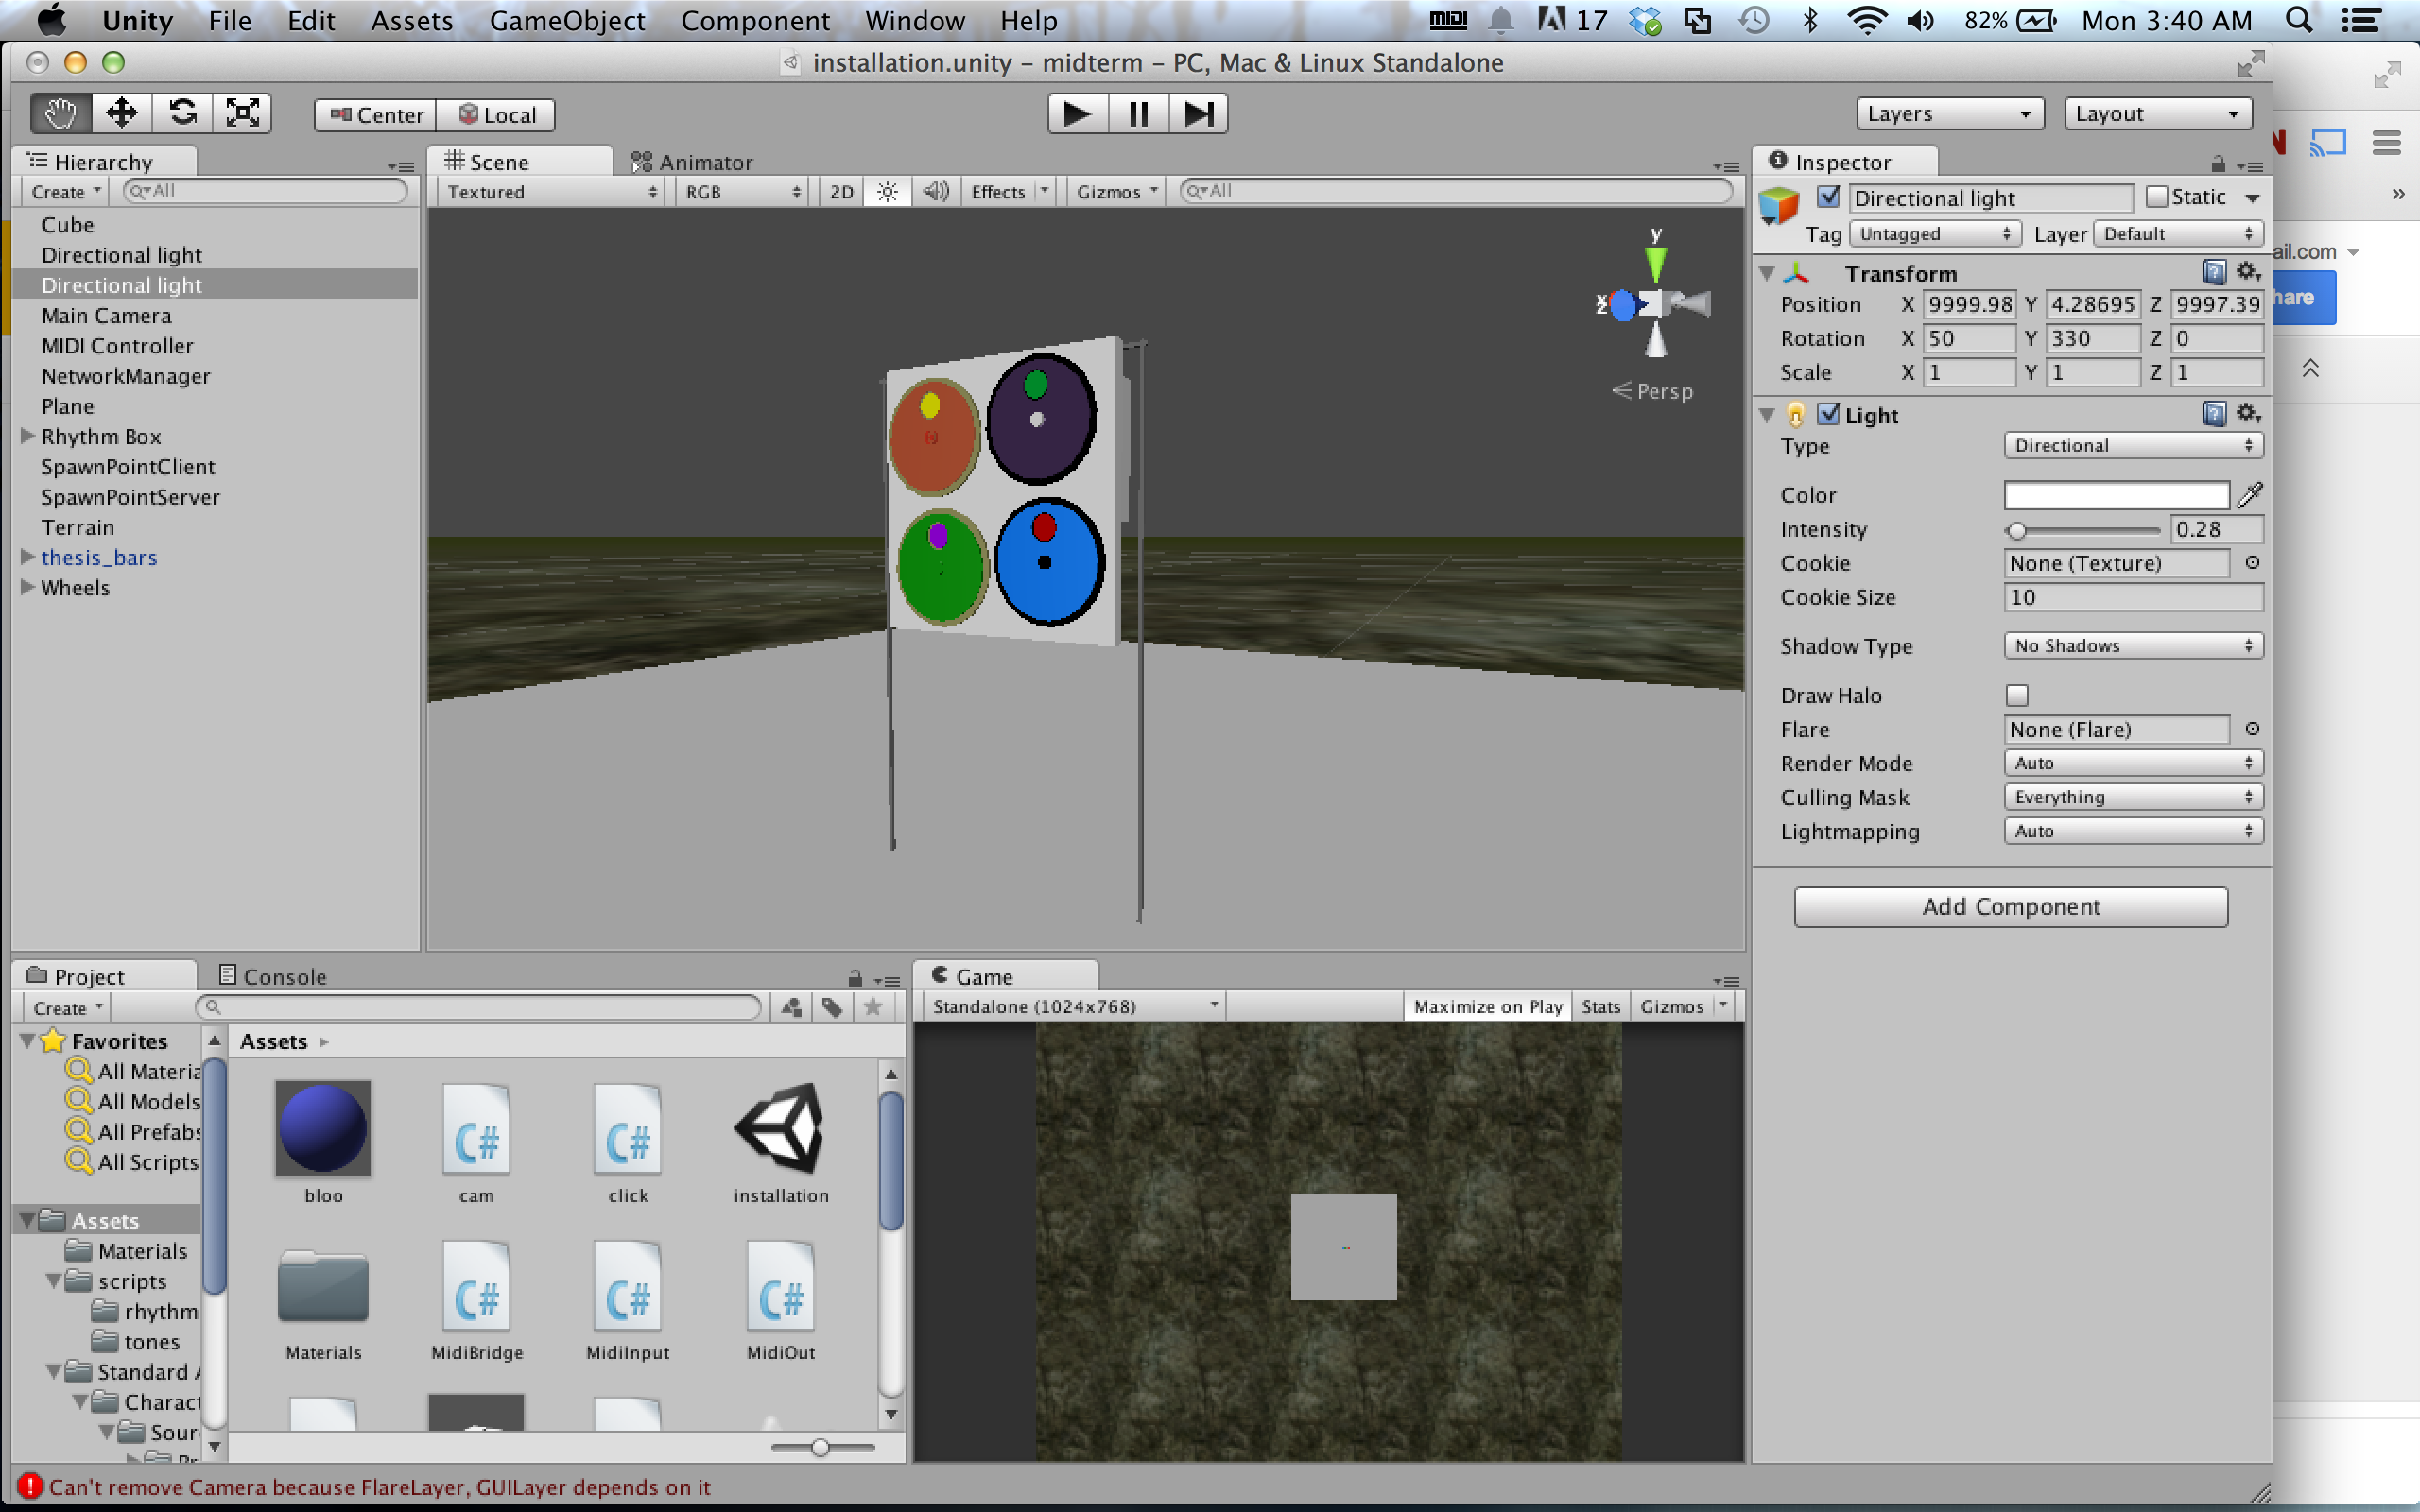 Unity File Edit Assets GameObject Component Window Help MIDI 17 82% Mon 3:40 AM
installation.unity – midterm – PC, Mac & Linux Standalone
Center Local Layers Layout
Hierarchy
Create All
Cube
Directional light
Directional light
Main Camera
MIDI Controller
NetworkManager
Plane
Rhythm Box
SpawnPointClient
SpawnPointServer
Terrain
thesis_bars
Wheels
Scene Animator
Textured RGB 2D Effects Gizmos All
y
x
z
Persp
Inspector
Directional light Static
Tag Untagged Layer Default
Transform
Position X 9999.98 Y 4.28695 Z 9997.39
Rotation X 50 Y 330 Z 0
Scale X 1 Y 1 Z 1
Light
Type Directional
Color
Intensity 0.28
Cookie None (Texture)
Cookie Size 10
Shadow Type No Shadows
Draw Halo
Flare None (Flare)
Render Mode Auto
Culling Mask Everything
Lightmapping Auto
Add Component
N
»
ail.com
hare
Project Console
Create
Favorites
All Materia
All Models
All Prefabs
All Scripts
Assets
Materials
scripts
rhythm
tones
Standard A
Charact
Sour
Pr
Assets
bloo cam click installation
Materials MidiBridge MidiInput MidiOut
Game
Standalone (1024x768) Maximize on Play Stats Gizmos
Can't remove Camera because FlareLayer, GUILayer depends on it